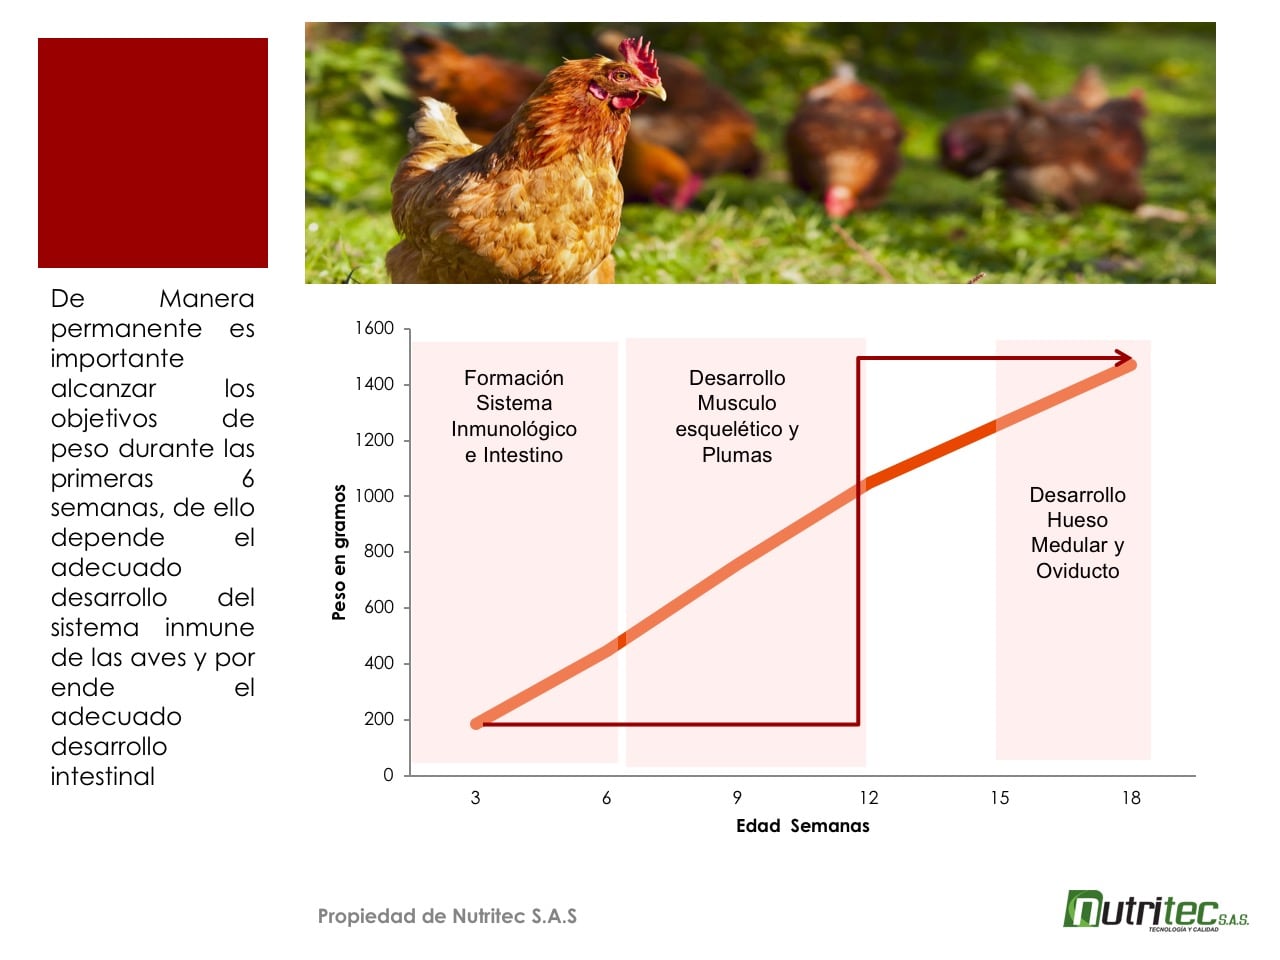 De Manera
permanente es
importante
alcanzar los
objetivos de
peso durante las
primeras 6
semanas, de ello
depende el
adecuado
desarrollo del
sistema inmune
de las aves y por
ende el
adecuado
desarrollo
intestinal
1600
1400
1200
1000
800
600
400
200
0
Peso en gramos
Formación
Sistema
Inmunológico
e Intestino
Desarrollo
Musculo
esquelético y
Plumas
Desarrollo
Hueso
Medular y
Oviducto
3 6 9 12 15 18
Edad Semanas
Propiedad de Nutritec S.A.S
nutritec S.A.S.
TECNOLOGÍA Y CALIDAD